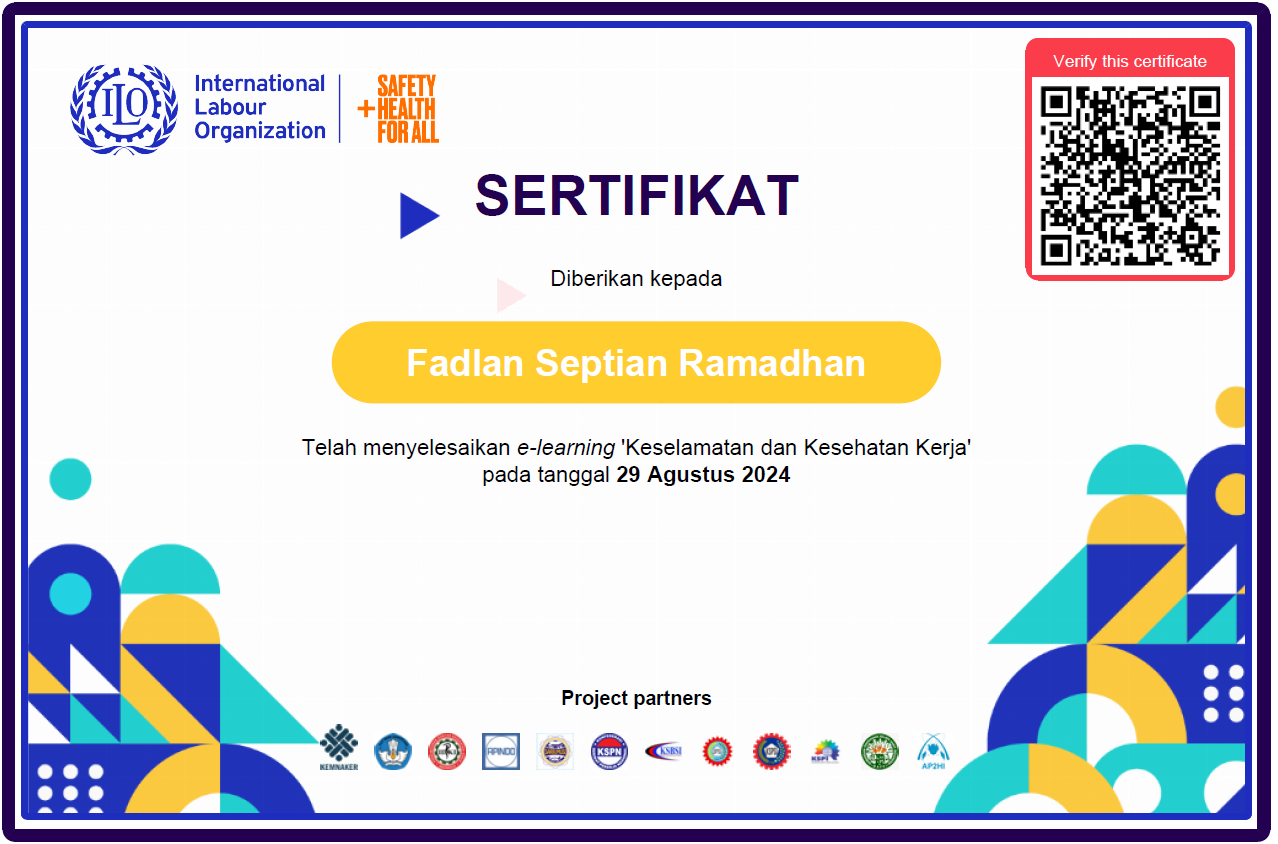 ILO
International
Labour
Organization
SAFETY
+HEALTH
FOR ALL
Verify this certificate
SERTIFIKAT
Diberikan kepada
Fadlan Septian Ramadhan
Telah menyelesaikan e-learning 'Keselamatan dan Kesehatan Kerja'
pada tanggal 29 Agustus 2024
Project partners
KEMNAKER
APINDO
KSPN
KSBSI
KSPI
AP2HI